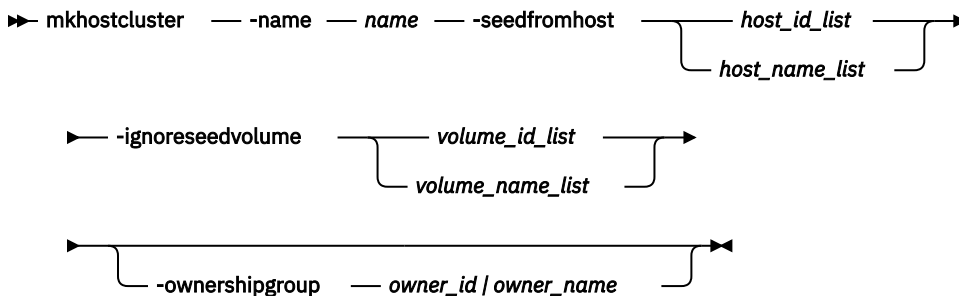 mkhostcluster -name name -seedfromhost host_id_list
host_name_list
-ignoreseedvolume volume_id_list
volume_name_list
-ownershipgroup owner_id | owner_name